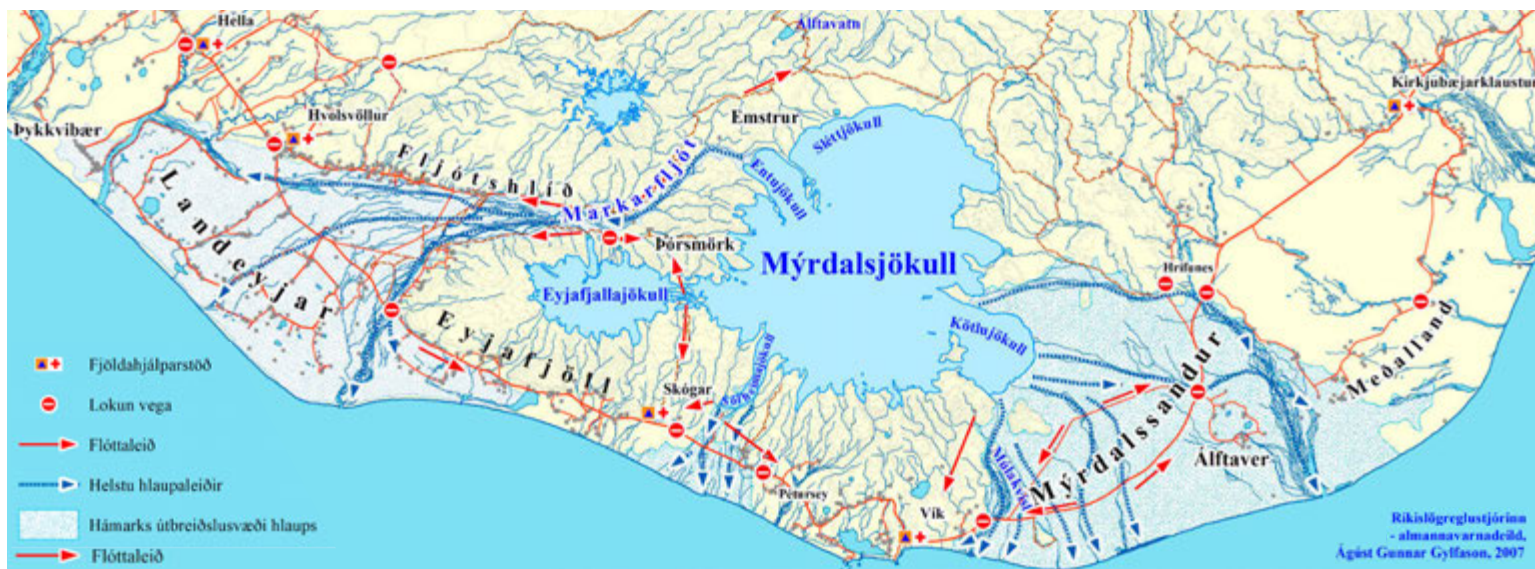 Hella
Álftavatn
Kirkjubæjarklaustur
Hvolsvöllur
Emstrur
Þykkvibær
Sléttjökull
Fljótshlíð
Markarfljót
Entujökull
Landeyjar
Þórsmörk
Mýrdalsjökull
Hrífunes
Eyjafjallajökull
Kötlujökull
Eyjafjöll
Meðalland
Skógar
Sólheimajökull
Mýrdalssandur
Álftaver
Múlakvísl
Pétursey
Vík
Fjöldahjálparstöð
Lokun vega
Flóttaleið
Helstu hlaupaleiðir
Hámarks útbreiðslusvæði hlaups
Flóttaleið
Ríkislögreglustjórinn
- almannavarnadeild,
Ágúst Gunnar Gylfason, 2007